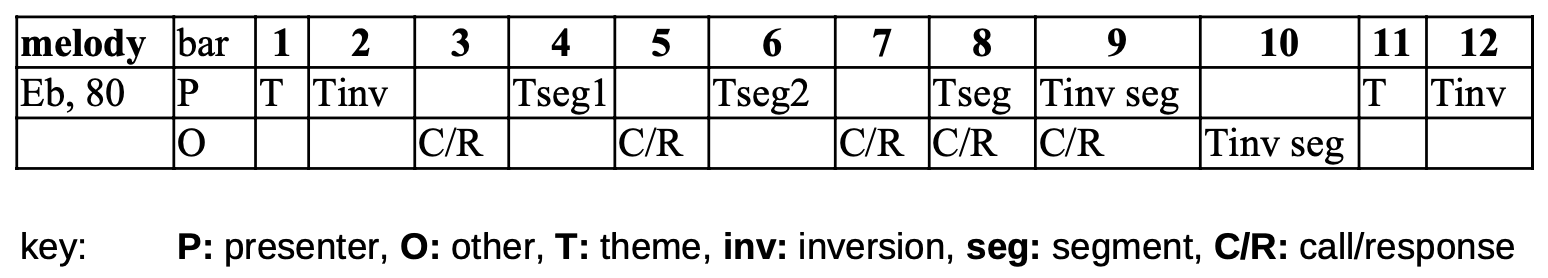 melody bar 1 2 3 4 5 6 7 8 9 10 11 12
Eb, 80 P T Tinv Tseg1 Tseg2 Tseg Tinv seg T Tinv
O C/R C/R C/R C/R C/R Tinv seg
key: P: presenter, O: other, T: theme, inv: inversion, seg: segment, C/R: call/response